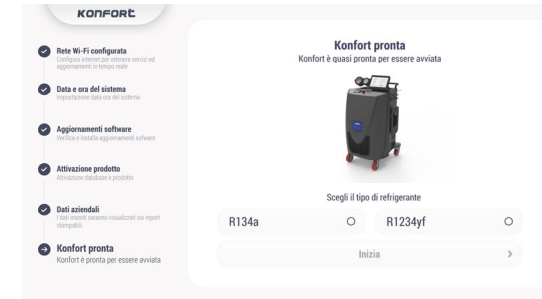 KONFORT
Rete Wi-Fi configurata
Configura internet per ottenere servizi ed
aggiornamenti in tempo reale
Data e ora del sistema
Impostazione data ora del sistema
Aggiornamenti software
Verifica e installa aggiornamenti sofware
Attivazione prodotto
Attivazione database e prodotto
Dati aziendali
I dati inseriti saranno visualizzati sui report
stampabili.
Konfort pronta
Konfort è pronta per essere avviata
Konfort pronta
Konfort è quasi pronta per essere avviata
Scegli il tipo di refrigerante
R134a
R1234yf
Inizia